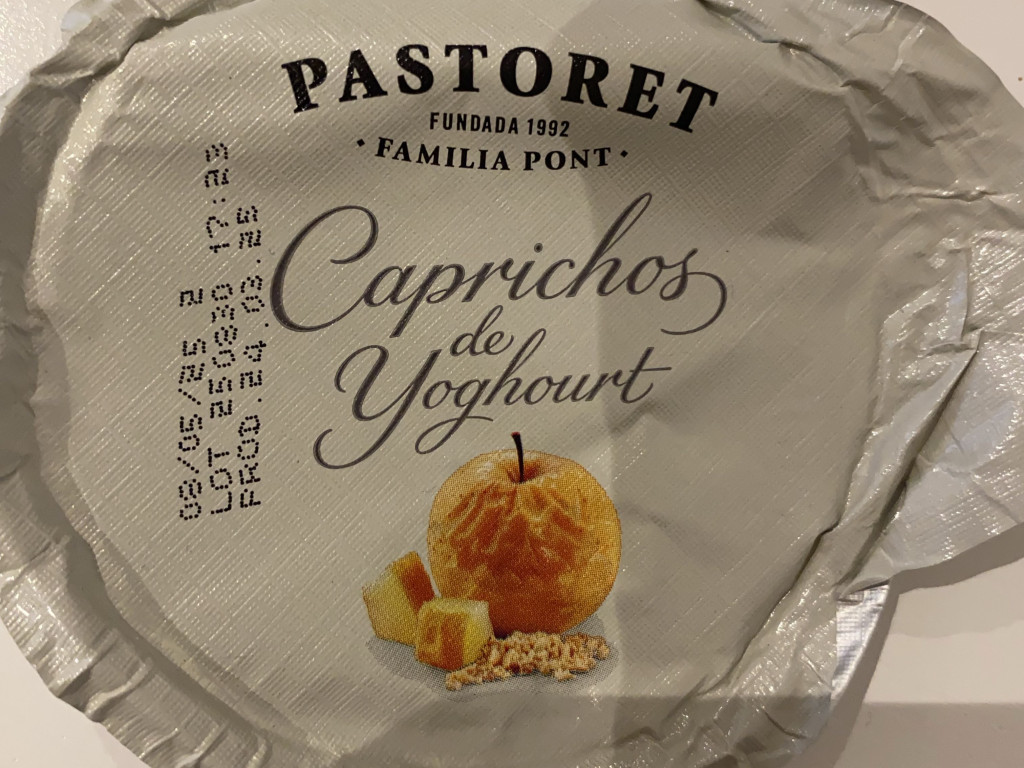 PASTORET
FUNDADA 1992
· FAMILIA PONT ·
Caprichos
de
Yoghourt
08/05/25 2
LOT 250830 17:23
PROD.24.03.25